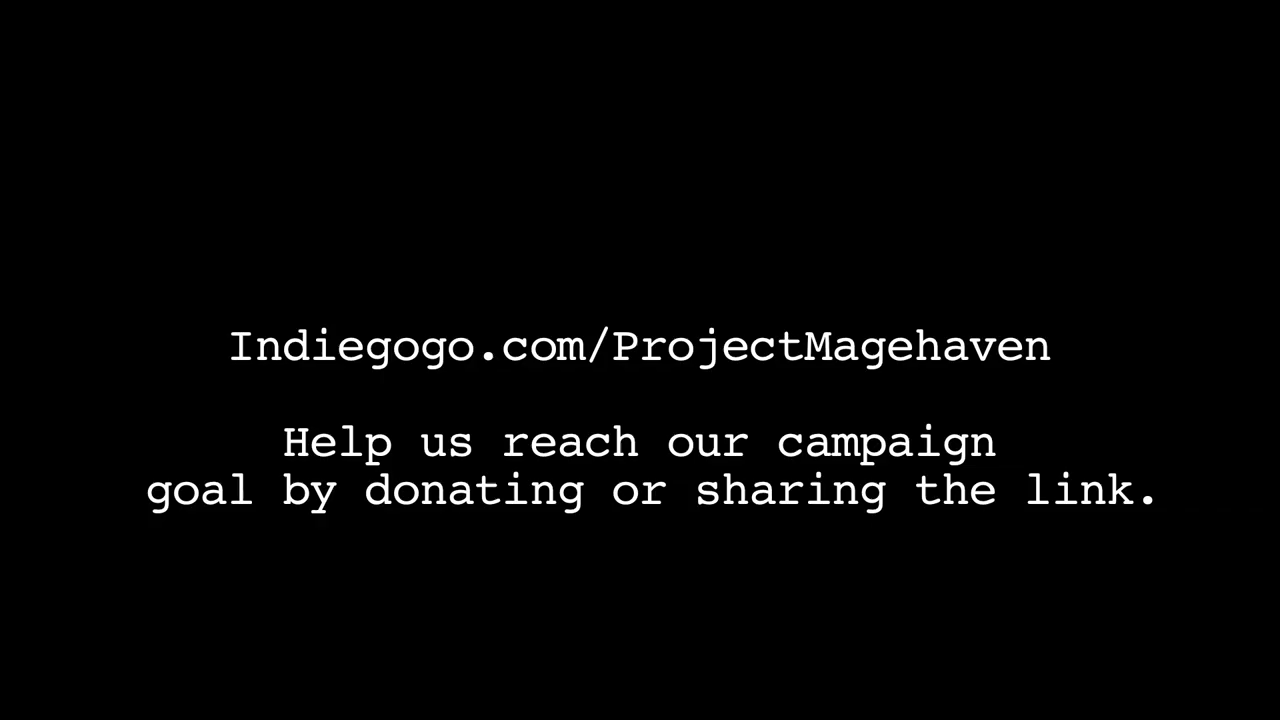 Indiegogo.com/ProjectMagehaven
Help us reach our campaign
goal by donating or sharing the link.